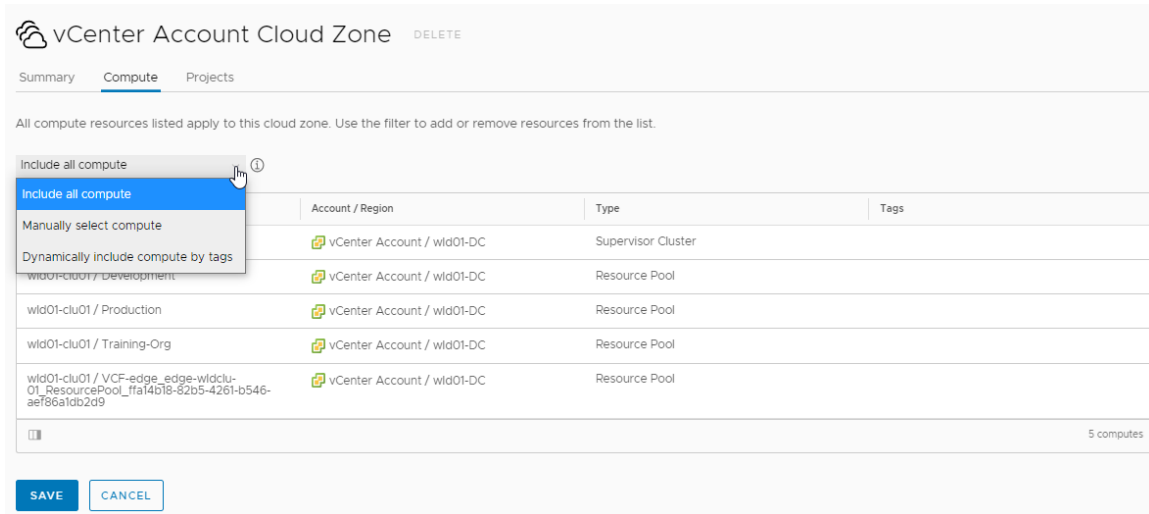 vCenter Account Cloud Zone DELETE
Summary Compute Projects
All compute resources listed apply to this cloud zone. Use the filter to add or remove resources from the list.
Include all compute
Include all compute
Manually select compute
Dynamically include compute by tags
Account / Region Type Tags
vCenter Account / wld01-DC Supervisor Cluster
wld01-clu01 / Development vCenter Account / wld01-DC Resource Pool
wld01-clu01 / Production vCenter Account / wld01-DC Resource Pool
wld01-clu01 / Training-Org vCenter Account / wld01-DC Resource Pool
wld01-clu01 / VCF-edge_edge-wldclu- vCenter Account / wld01-DC Resource Pool
01_ResourcePool_ffa14b18-82b5-4261-b546-
aef86a1db2d9
5 computes
SAVE CANCEL